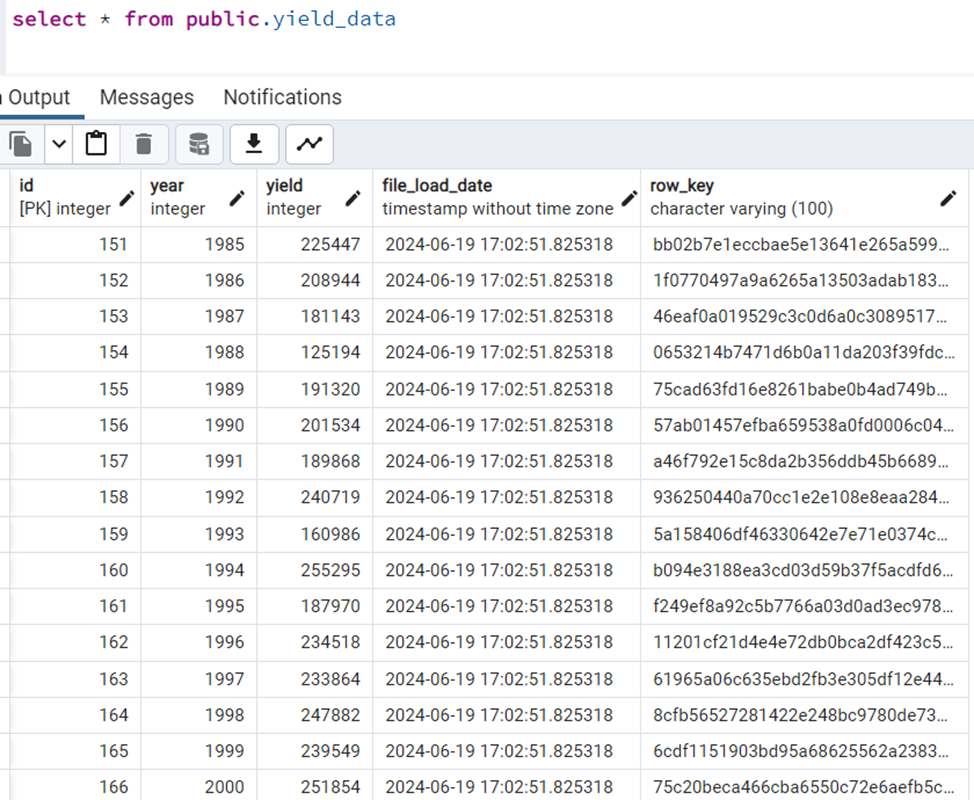 select * from public.yield_data
Output Messages Notifications
id year yield file_load_date row_key
[PK] integer integer integer timestamp without time zone character varying (100)
151 1985 225447 2024-06-19 17:02:51.825318 bb02b7e1eccbae5e13641e265a599...
152 1986 208944 2024-06-19 17:02:51.825318 1f0770497a9a6265a13503adab183...
153 1987 181143 2024-06-19 17:02:51.825318 46eaf0a019529c3c0d6a0c3089517...
154 1988 125194 2024-06-19 17:02:51.825318 0653214b7471d6b0a11da203f39fdc...
155 1989 191320 2024-06-19 17:02:51.825318 75cad63fd16e8261babe0b4ad749b...
156 1990 201534 2024-06-19 17:02:51.825318 57ab01457efba659538a0fd0006c04...
157 1991 189868 2024-06-19 17:02:51.825318 a46f792e15c8da2b356ddb45b6689...
158 1992 240719 2024-06-19 17:02:51.825318 936250440a70cc1e2e108e8eaa284...
159 1993 160986 2024-06-19 17:02:51.825318 5a158406df46330642e7e71e0374c...
160 1994 255295 2024-06-19 17:02:51.825318 b094e3188ea3cd03d59b37f5acdfd6...
161 1995 187970 2024-06-19 17:02:51.825318 f249ef8a92c5b7766a03d0ad3ec978...
162 1996 234518 2024-06-19 17:02:51.825318 11201cf21d4e4e72db0bca2df423c5...
163 1997 233864 2024-06-19 17:02:51.825318 61965a06c635ebd2fb3e305df12e44...
164 1998 247882 2024-06-19 17:02:51.825318 8cfb56527281422e248bc9780de73...
165 1999 239549 2024-06-19 17:02:51.825318 6cdf1151903bd95a68625562a2383...
166 2000 251854 2024-06-19 17:02:51.825318 75c20beca466cba6550c72e6aefb5c...